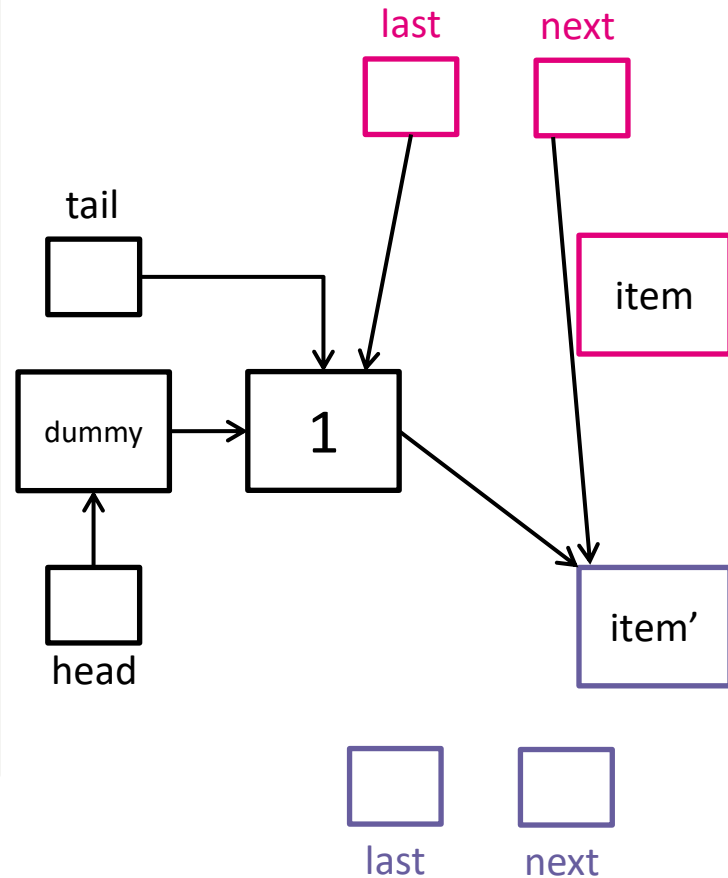 last
next
tail
item
dummy
1
item’
head
last
next